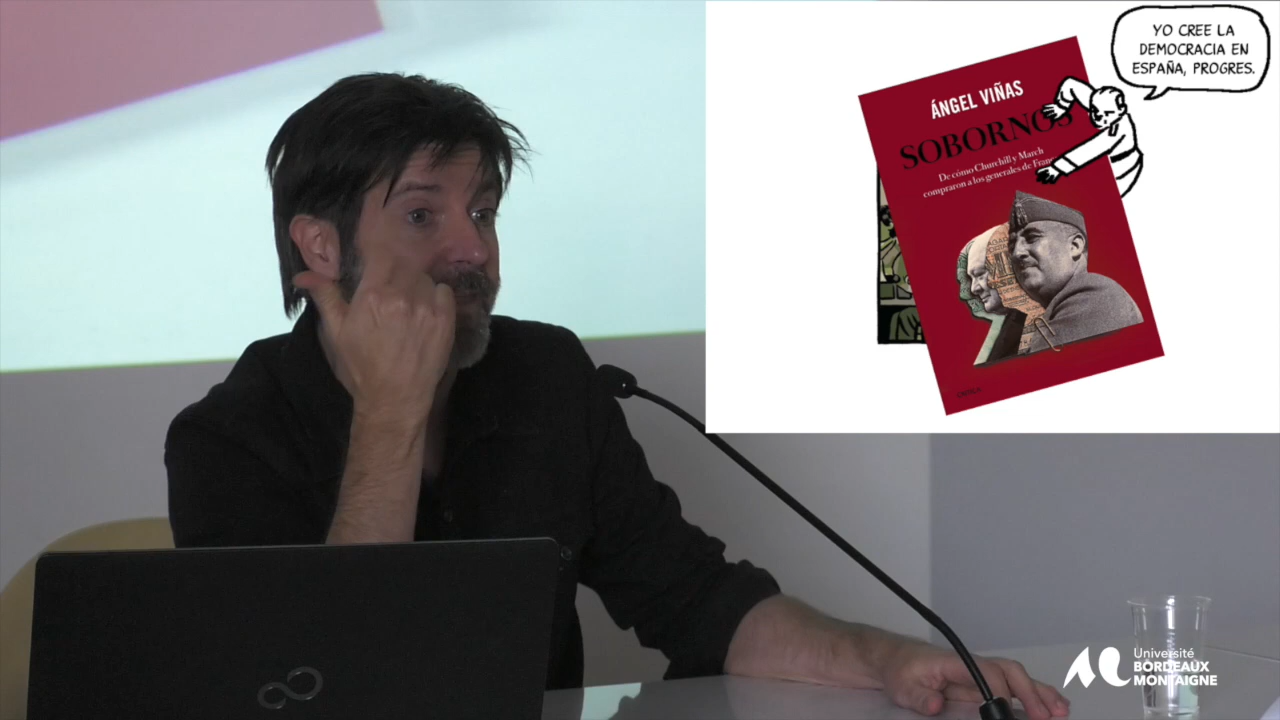 YO CREE LA
DEMOCRACIA EN
ESPAÑA, PROGRES.
ÁNGEL VIÑAS
SOBORNOS
De cómo Churchill y March
compraron a los generales de Franco
CRÍTICA
Université
BORDEAUX
MONTAIGNE